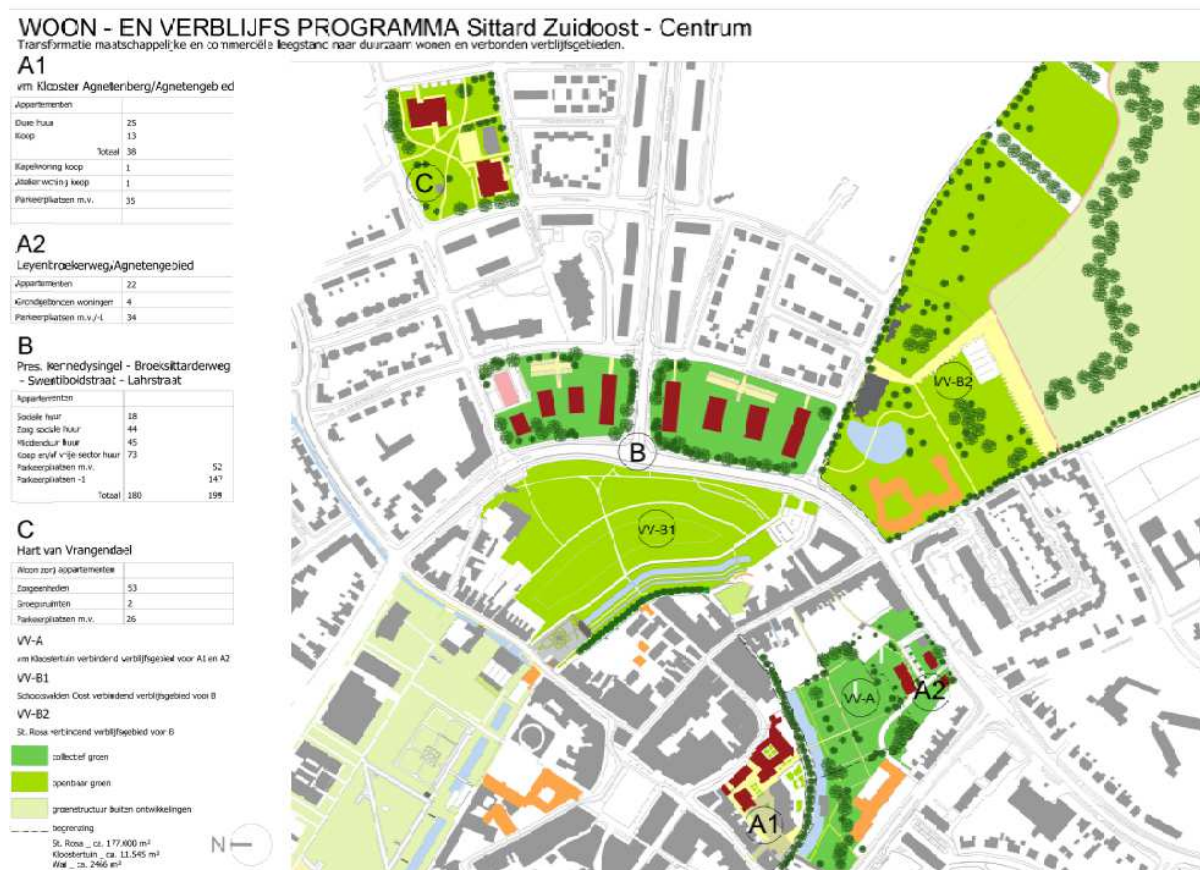 WOON - EN VERBLIJFS PROGRAMMA Sittard Zuidoost - Centrum
Transformatie maatschappelijke en commerciële leegstand naar duurzaam wonen en verbonden verblijfsgebieden.
A1
vm Klooster Agnetenberg/Agnetengebied
Appartementen
Dure huur 25
Koop 13
Totaal 38
Kapelwoning koop 1
Atelierwoning koop 1
Parkeerplaatsen m.v. 35
A2
Leyenbroekerweg/Agnetengebied
Appartementen 22
Grondgebonden woningen 4
Parkeerplaatsen m.v./-1 34
B
Pres. Kennedysingel - Broeksittarderweg
- Swentiboldstraat - Lahrstraat
Appartementen
Sociale huur 18
Zorg sociale huur 44
Middenduur huur 45
Koop en/of vrije sector huur 73
Parkeerplaatsen m.v. 52
Parkeerplaatsen -1 147
Totaal 180 199
C
Hart van Vrangendael
Woon zorg appartementen
Zorgeenheden 53
Groepsruimten 2
Parkeerplaatsen m.v. 26
VV-A
vm Kloostertuin verbindend verblijfsgebied voor A1 en A2
VV-B1
Schootsvelden Oost verbindend verblijfsgebied voor B
VV-B2
St. Rosa verbindend verblijfsgebied voor B
collectief groen
openbaar groen
groenstructuur buiten ontwikkelingen
begrenzing
St. Rosa _ ca. 177.000 m²
Kloostertuin _ ca. 11.545 m²
Wal _ ca. 2466 m²
N
C
B
VV-B2
VV-B1
VV-A
A2
A1